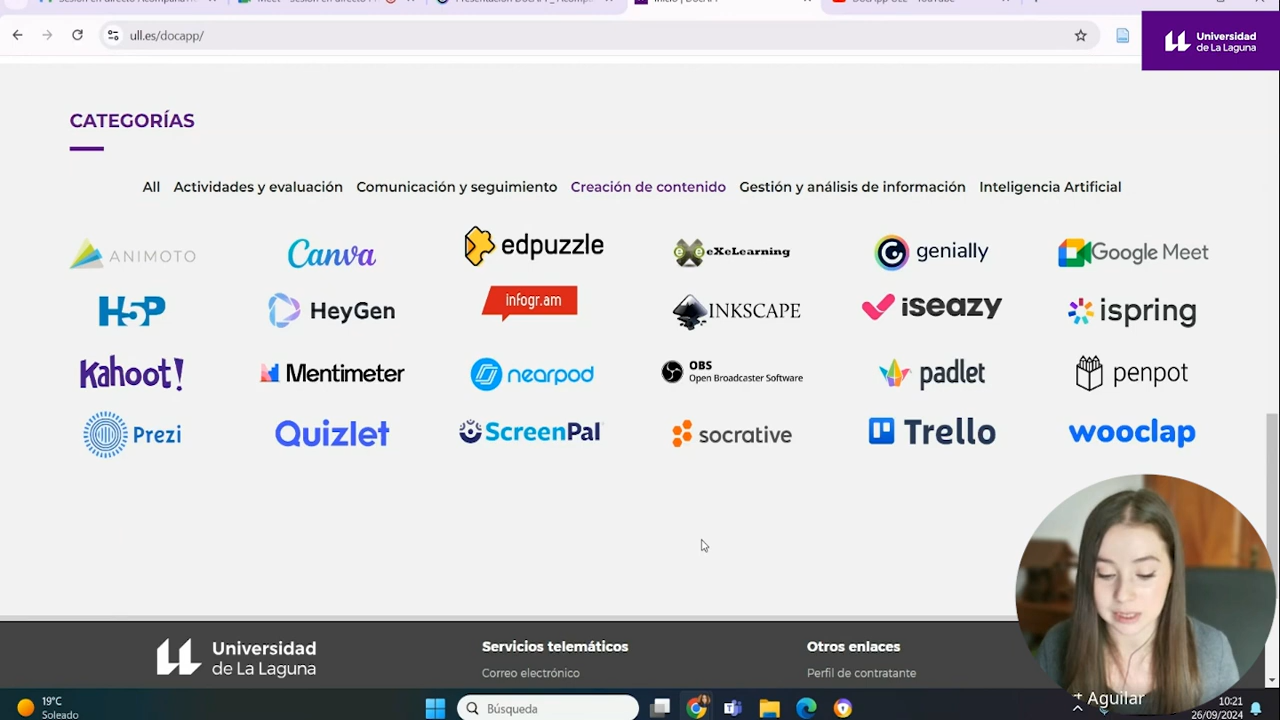 ull.es/docapp/
Universidad
de La Laguna
CATEGORÍAS
All Actividades y evaluación Comunicación y seguimiento Creación de contenido Gestión y análisis de información Inteligencia Artificial
ANIMOTO Canva edpuzzle eXeLearning genially Google Meet
H5P HeyGen infogr.am INKSCAPE iseazy ispring
Kahoot! Mentimeter nearpod OBS Open Broadcaster Software padlet penpot
Prezi Quizlet ScreenPal socrative Trello wooclap
Universidad
de La Laguna
Servicios telemáticos
Correo electrónico
Otros enlaces
Perfil de contratante
Aguilar
19°C
Soleado
Búsqueda
10:21
26/09/2024